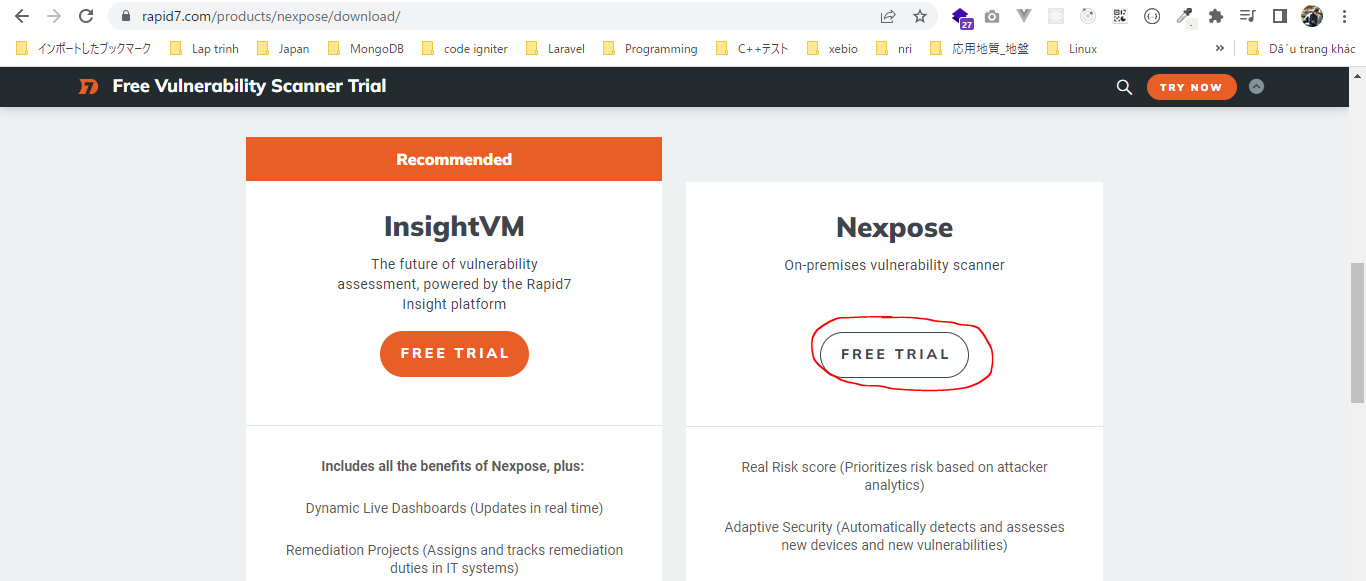 rapid7.com/products/nexpose/download/
27
インポートしたブックマーク Lap trinh Japan MongoDB code igniter Laravel Programming C++テスト xebio nri 応用地質_地盤 Linux » Dấu trang khác
Free Vulnerability Scanner Trial TRY NOW
Recommended
InsightVM
The future of vulnerability
assessment, powered by the Rapid7
Insight platform
FREE TRIAL
Includes all the benefits of Nexpose, plus:
Dynamic Live Dashboards (Updates in real time)
Remediation Projects (Assigns and tracks remediation
duties in IT systems)
Nexpose
On-premises vulnerability scanner
FREE TRIAL
Real Risk score (Prioritizes risk based on attacker
analytics)
Adaptive Security (Automatically detects and assesses
new devices and new vulnerabilities)